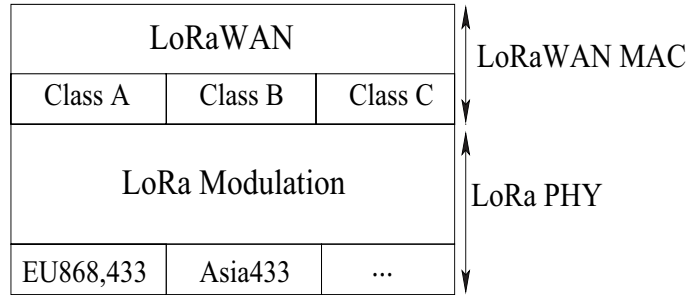 LoRaWAN
LoRaWAN MAC
Class A
Class B
Class C
LoRa Modulation
LoRa PHY
EU868,433
Asia433
...